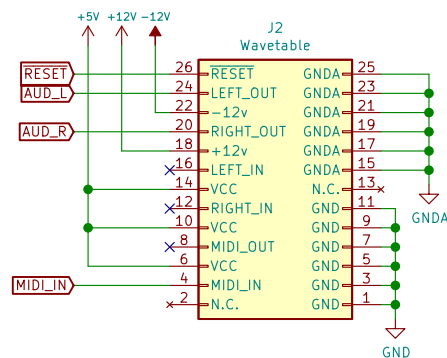 J2
Wavetable
+5V +12V -12V
RESET 26 RESET GNDA 25
AUD_L 24 LEFT_OUT GNDA 23
22 -12v GNDA 21
AUD_R 20 RIGHT_OUT GNDA 19
18 +12v GNDA 17
16 LEFT_IN GNDA 15
14 VCC N.C. 13
12 RIGHT_IN GND 11
GNDA
10 VCC GND 9
8 MIDI_OUT GND 7
6 VCC GND 5
MIDI_IN 4 MIDI_IN GND 3
2 N.C. GND 1
GND